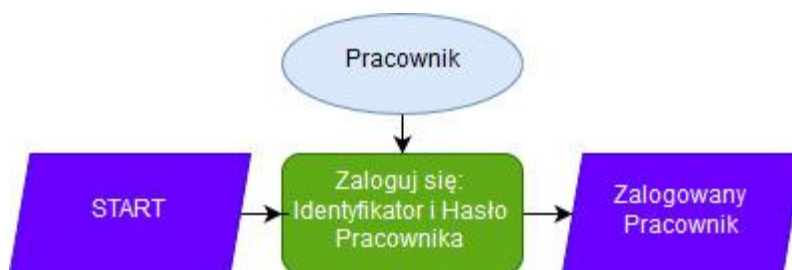 Pracownik
START
Zaloguj się:
Identyfikator i Hasło
Pracownika
Zalogowany
Pracownik